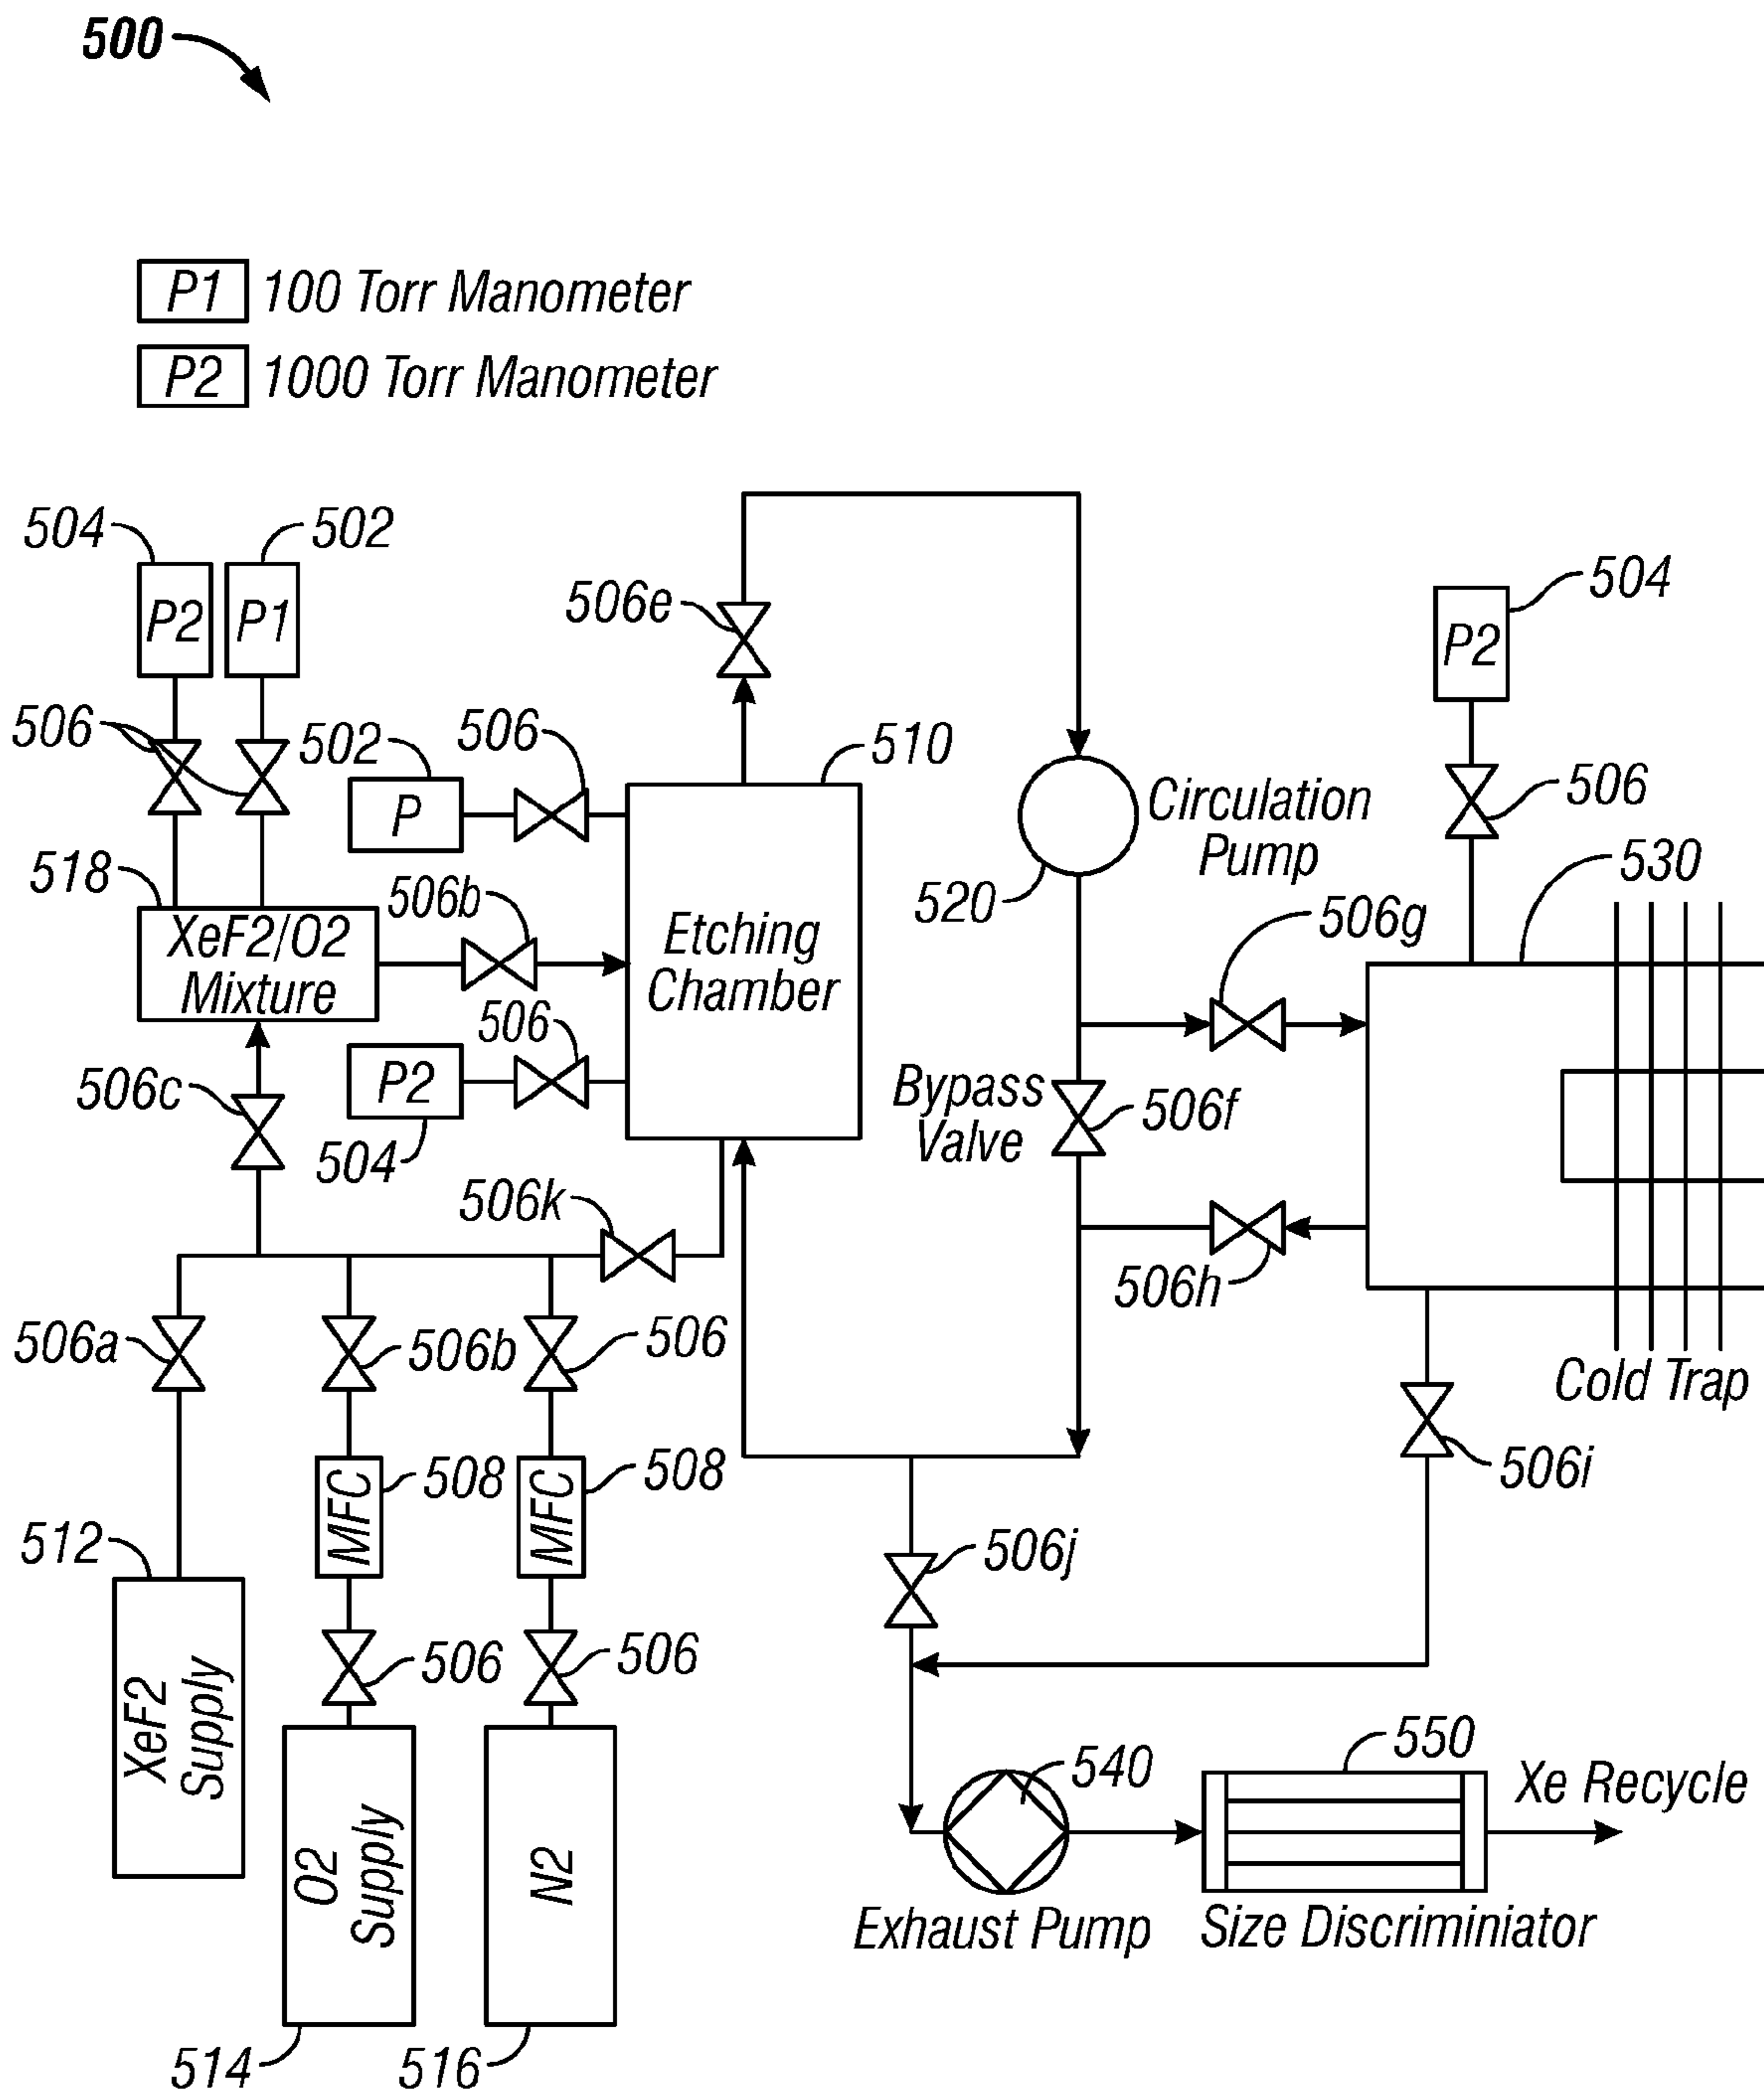 500
P1 100 Torr Manometer
P2 1000 Torr Manometer
504
502
P2
P1
506
506e
504
P2
506
502
506
510
P
Circulation
Pump
520
518
XeF2/O2
Mixture
506b
Etching
Chamber
506g
530
506
P2
504
506c
Bypass
Valve
506f
506k
506h
506a
506b
506
Cold Trap
506i
508
MFC
508
MFC
512
506j
XeF2
Supply
506
506
O2
Supply
N2
540
550
Xe Recycle
Exhaust Pump
Size Discriminiator
514
516